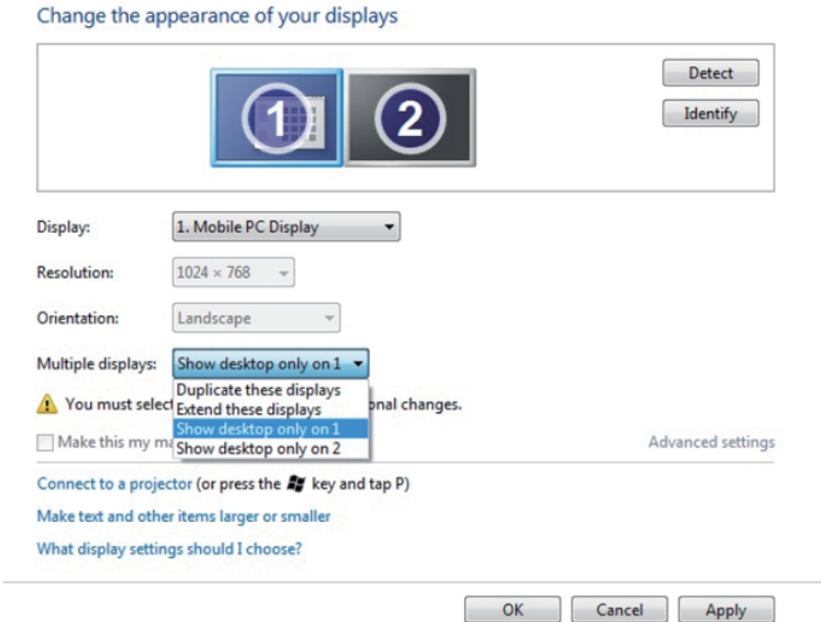 Change the appearance of your displays
1 2
Detect
Identify
Display: 1. Mobile PC Display
Resolution: 1024 × 768
Orientation: Landscape
Multiple displays: Show desktop only on 1
Duplicate these displays
You must selec onal changes.
Extend these displays
Show desktop only on 1
Make this my ma Advanced settings
Show desktop only on 2
Connect to a projector (or press the key and tap P)
Make text and other items larger or smaller
What display settings should I choose?
OK Cancel Apply